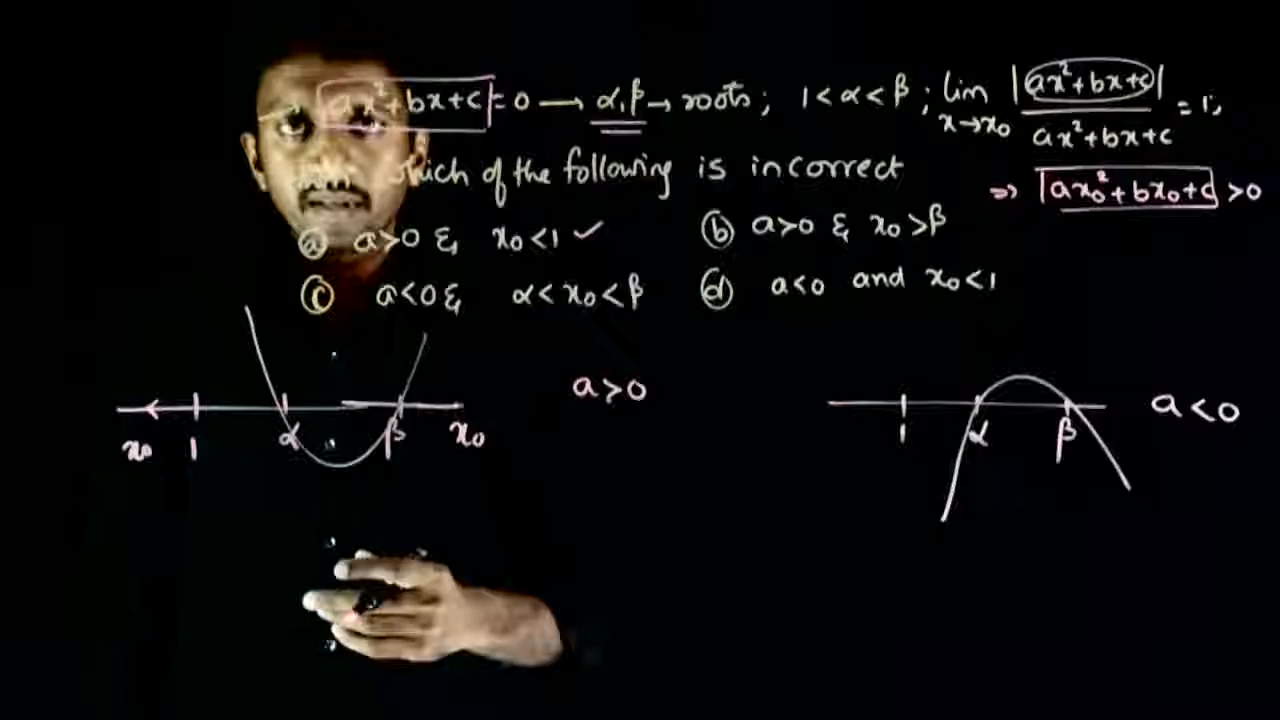 ax²+bx+c = 0 → α, β → roots; 1 < α < β; lim x→x₀ |ax²+bx+c| / ax²+bx+c = 1;
which of the following is incorrect
⇒ |ax₀²+bx₀+c| > 0
ⓐ a>0 & x₀<1 ✓ ⓑ a>0 & x₀>β
ⓒ a<0 & α<x₀<β ⓓ a<0 and x₀<1
a>0
a<0
x₀ 1 α β x₀
1 α β